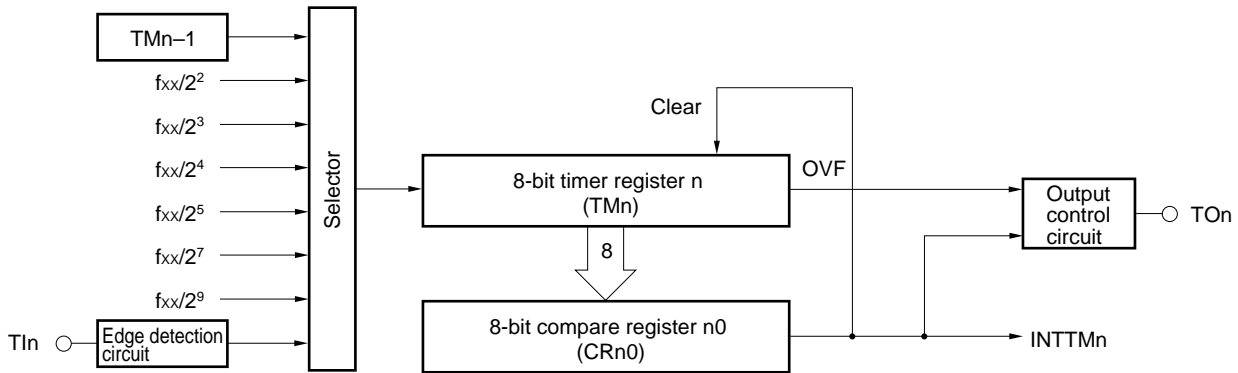 TMn–1
fxx/2²
fxx/2³
fxx/2⁴
fxx/2⁵
fxx/2⁷
fxx/2⁹
TIn
Edge detection
circuit
Selector
Clear
8-bit timer register n
(TMn)
OVF
8
8-bit compare register n0
(CRn0)
Output
control
circuit
TOn
INTTMn